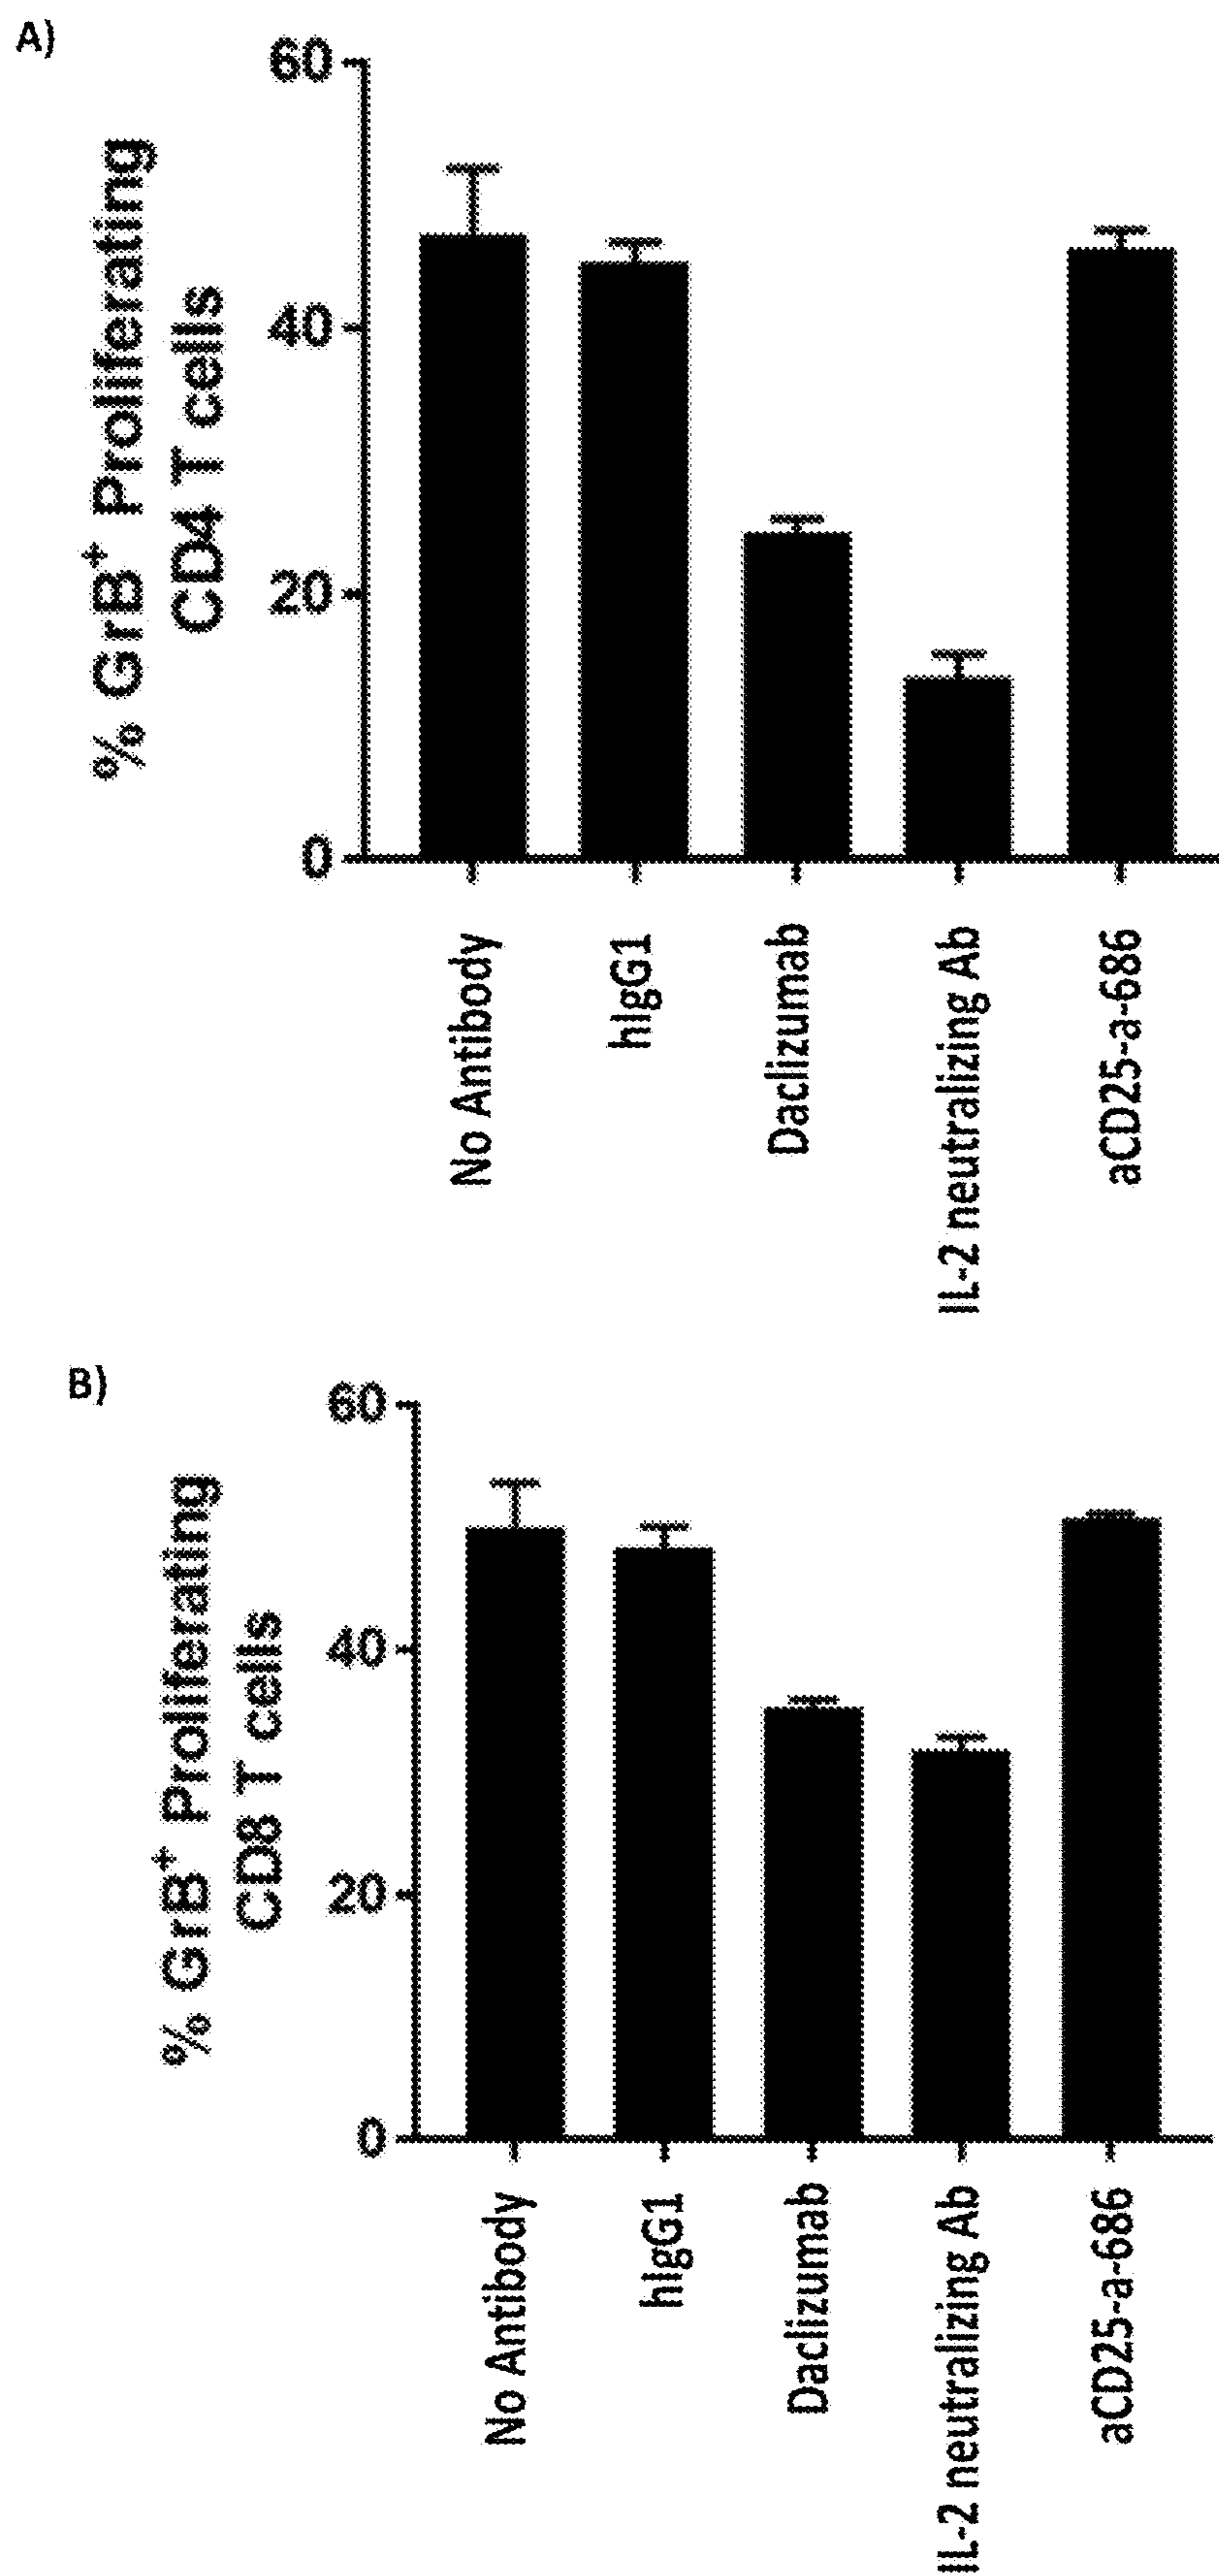 A)
60
40
20
0
% GrB+ Proliferating
CD4 T cells
No Antibody
hIgG1
Daclizumab
IL-2 neutralizing Ab
aCD25-a-686
B)
60
40
20
0
% GrB+ Proliferating
CD8 T cells
No Antibody
hIgG1
Daclizumab
IL-2 neutralizing Ab
aCD25-a-686